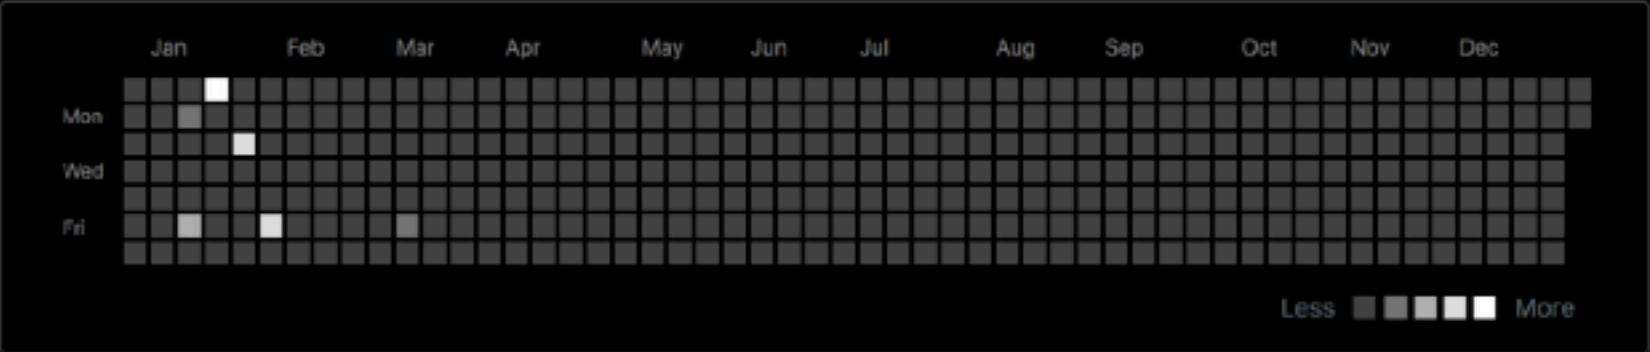 Jan Feb Mar Apr May Jun Jul Aug Sep Oct Nov Dec
Mon
Wed
Fri
Less More